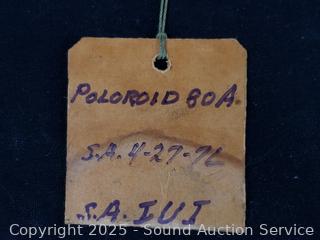 POLOROID 80A.
S.A. 4-27-76
S.A. IUI
Copyright © 2025 - Sound Auction Service